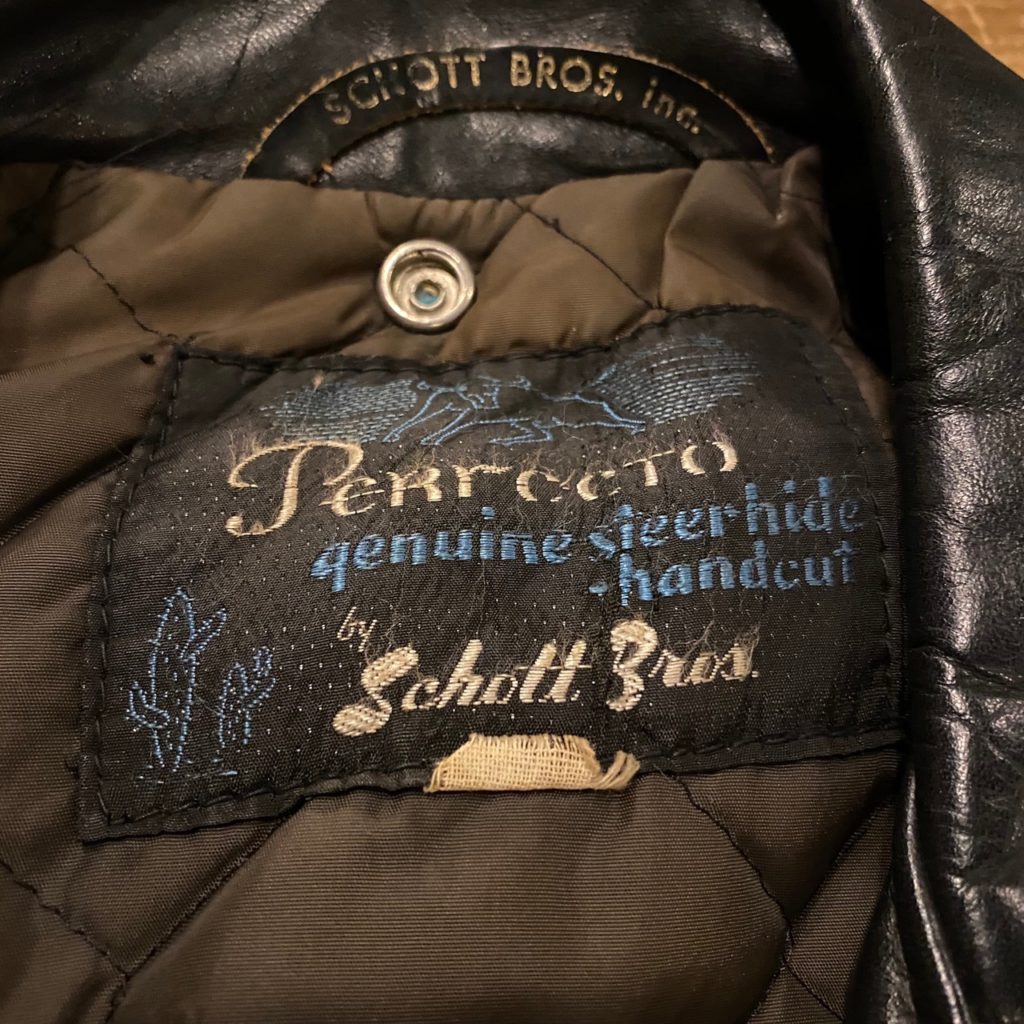 SCHOTT BROS. inc.
Perfecto
genuine steerhide
-handcut
by
Schott Bros.